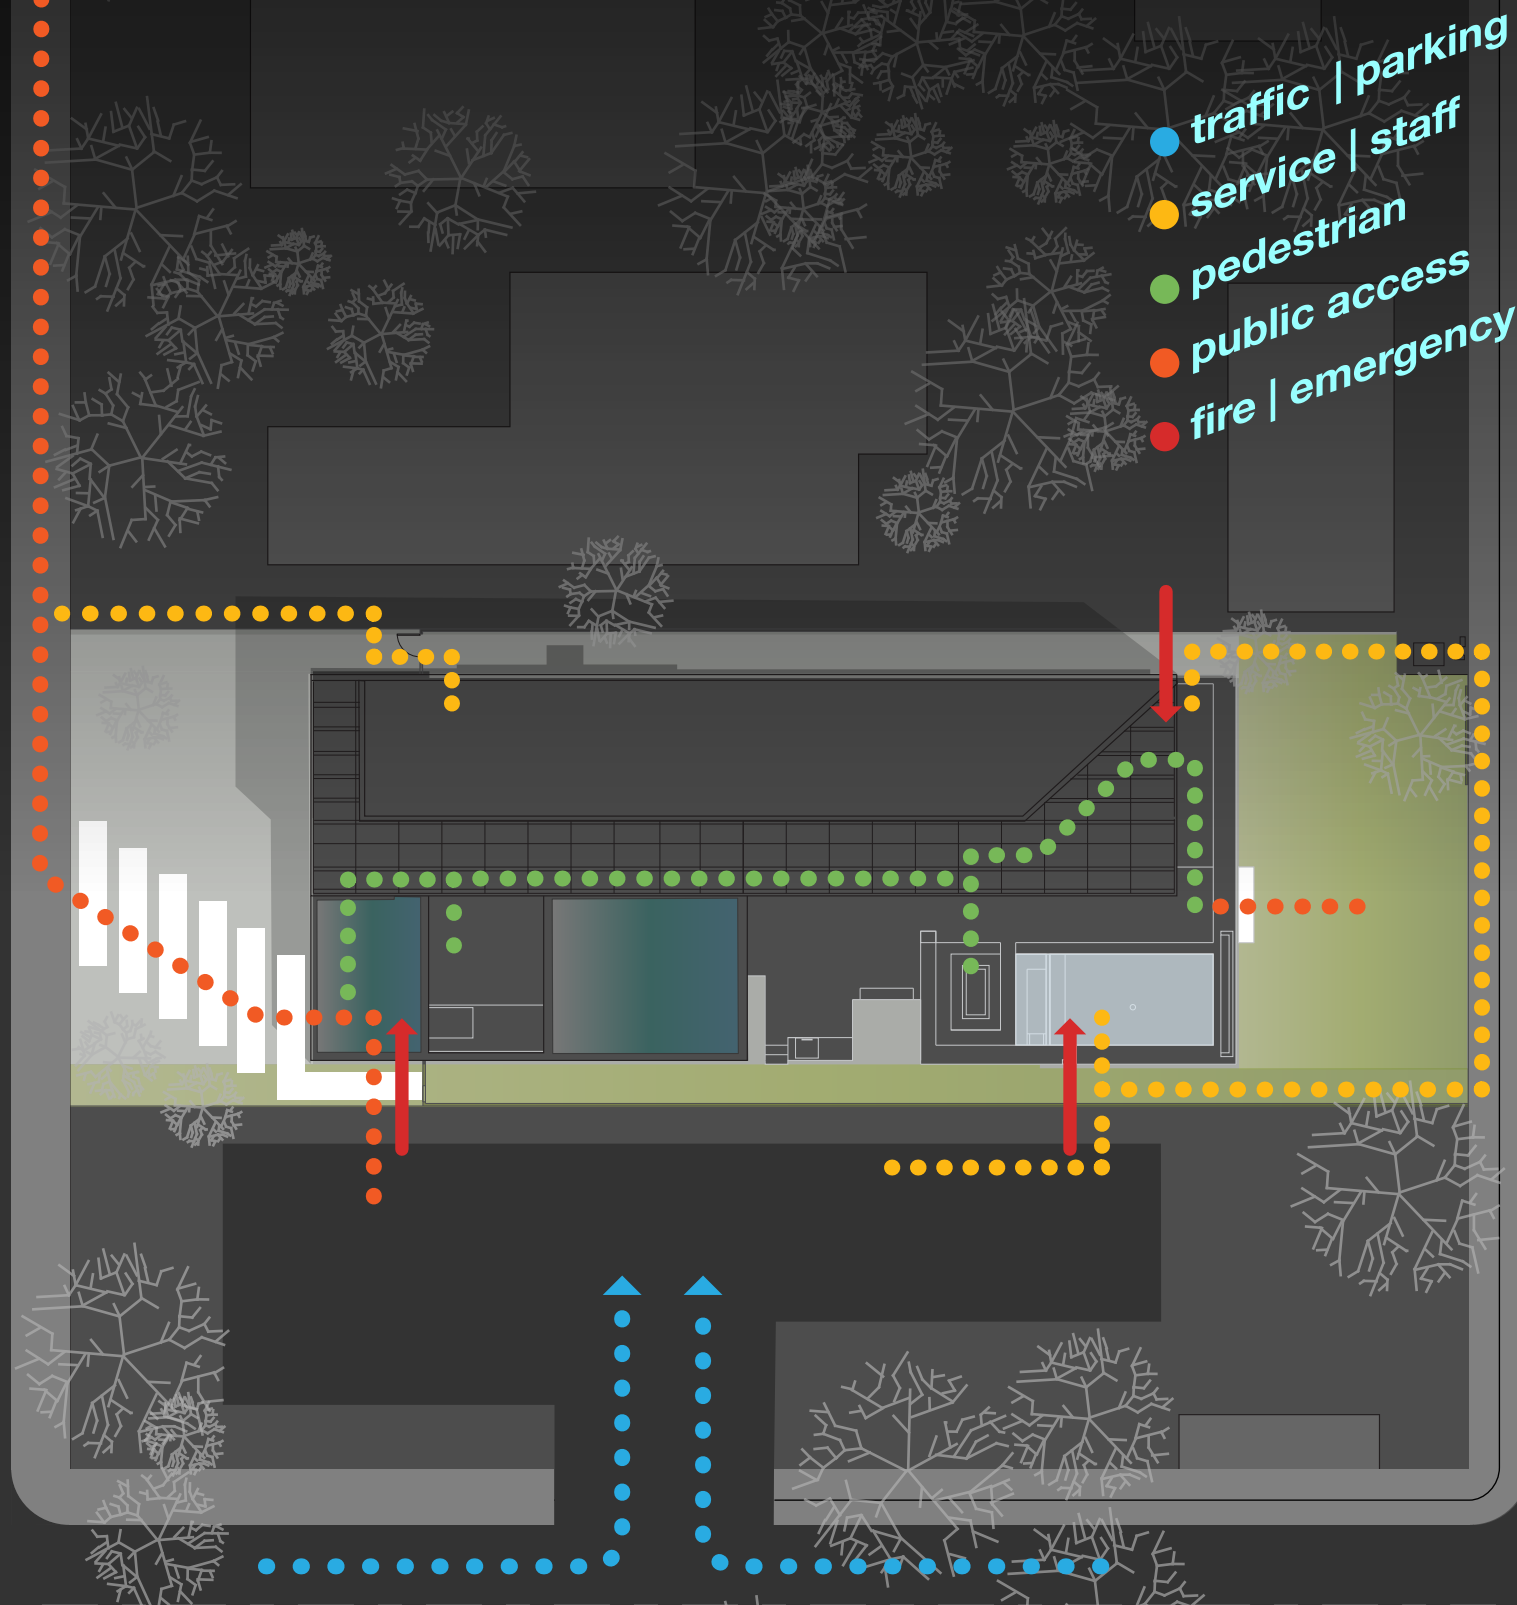 traffic | parking
service | staff
pedestrian
public access
fire | emergency